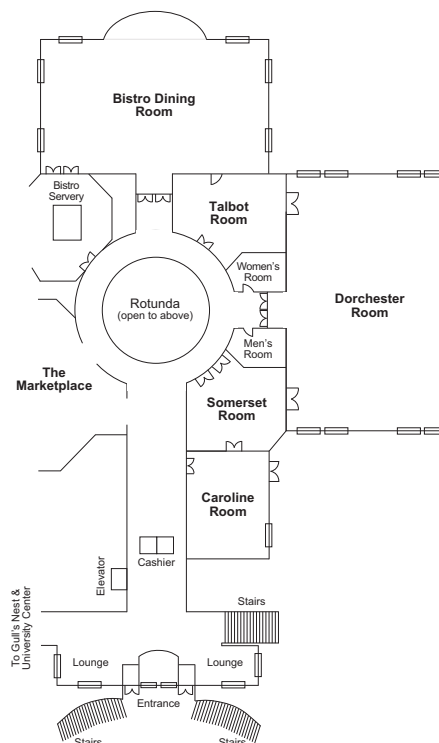 Bistro Dining
Room
Bistro
Servery
Talbot
Room
Women's
Room
Rotunda
(open to above)
Dorchester
Room
Men's
Room
The
Marketplace
Somerset
Room
Caroline
Room
Cashier
Elevator
To Gull's Nest &
University Center
Stairs
Lounge
Lounge
Entrance
Stairs
Stairs